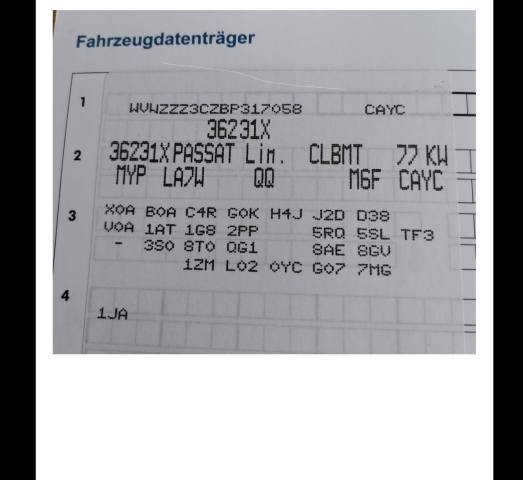 Fahrzeugdatenträger
1 WVWZZZ3CZBP317058 CAYC
36231X
2 36231X PASSAT Lim. CLBMT 77 KW
MYP LA7W QQ M6F CAYC
3 X0A B0A C4R G0K H4J J2D D38
V0A 1AT 1G8 2PP 5RQ 5SL TF3
- 3S0 8T0 QG1 8AE 8GV
1ZM L02 0YC G07 7MG
4
1JA